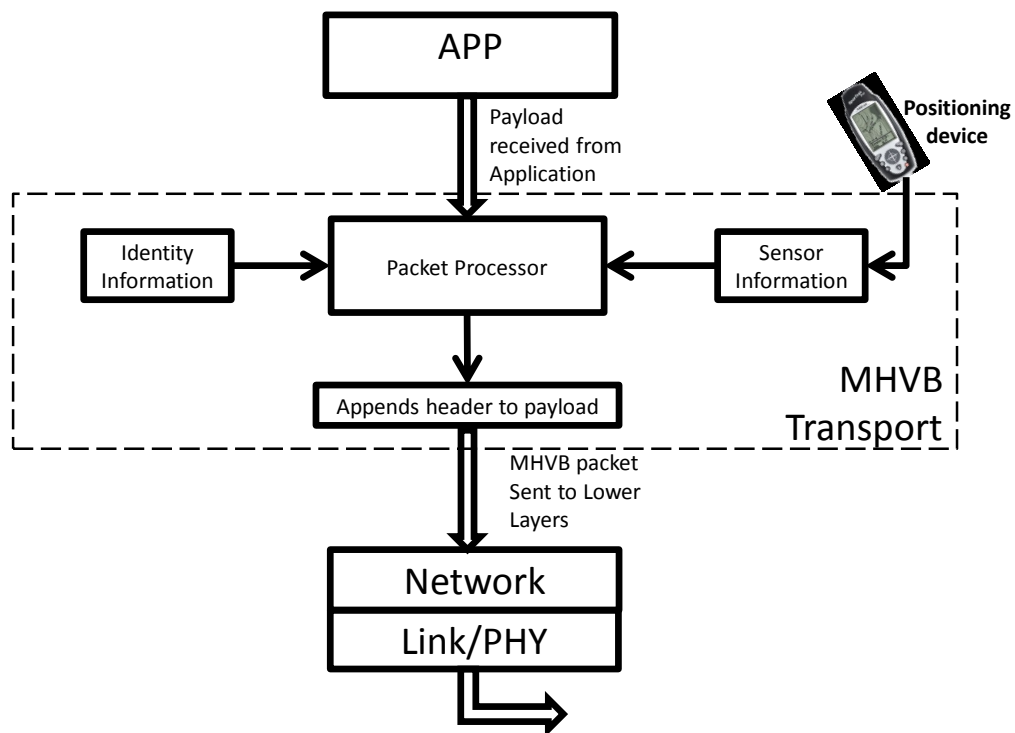 APP
Payload
received from
Application
Positioning
device
Identity
Information
Packet Processor
Sensor
Information
Appends header to payload
MHVB
Transport
MHVB packet
Sent to Lower
Layers
Network
Link/PHY